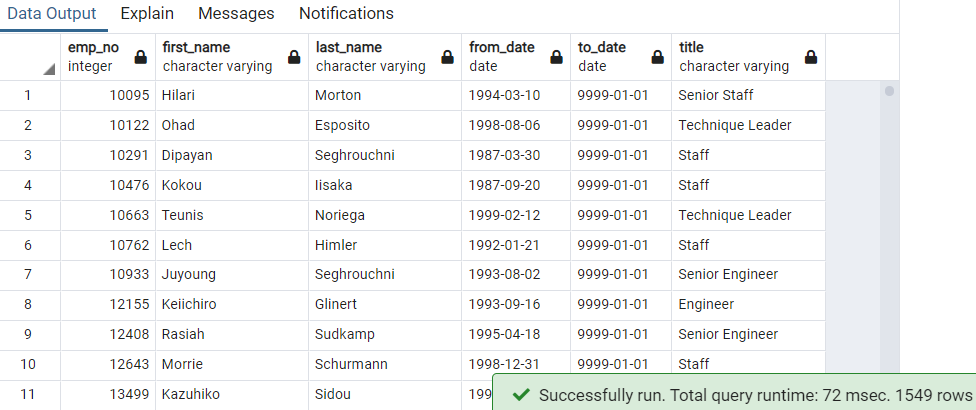 Data Output Explain Messages Notifications
emp_no first_name last_name from_date to_date title
integer character varying character varying date date character varying
1 10095 Hilari Morton 1994-03-10 9999-01-01 Senior Staff
2 10122 Ohad Esposito 1998-08-06 9999-01-01 Technique Leader
3 10291 Dipayan Seghrouchni 1987-03-30 9999-01-01 Staff
4 10476 Kokou Iisaka 1987-09-20 9999-01-01 Staff
5 10663 Teunis Noriega 1999-02-12 9999-01-01 Technique Leader
6 10762 Lech Himler 1992-01-21 9999-01-01 Staff
7 10933 Juyoung Seghrouchni 1993-08-02 9999-01-01 Senior Engineer
8 12155 Keiichiro Glinert 1993-09-16 9999-01-01 Engineer
9 12408 Rasiah Sudkamp 1995-04-18 9999-01-01 Senior Engineer
10 12643 Morrie Schurmann 1998-12-31 9999-01-01 Staff
11 13499 Kazuhiko Sidou 199
Successfully run. Total query runtime: 72 msec. 1549 rows